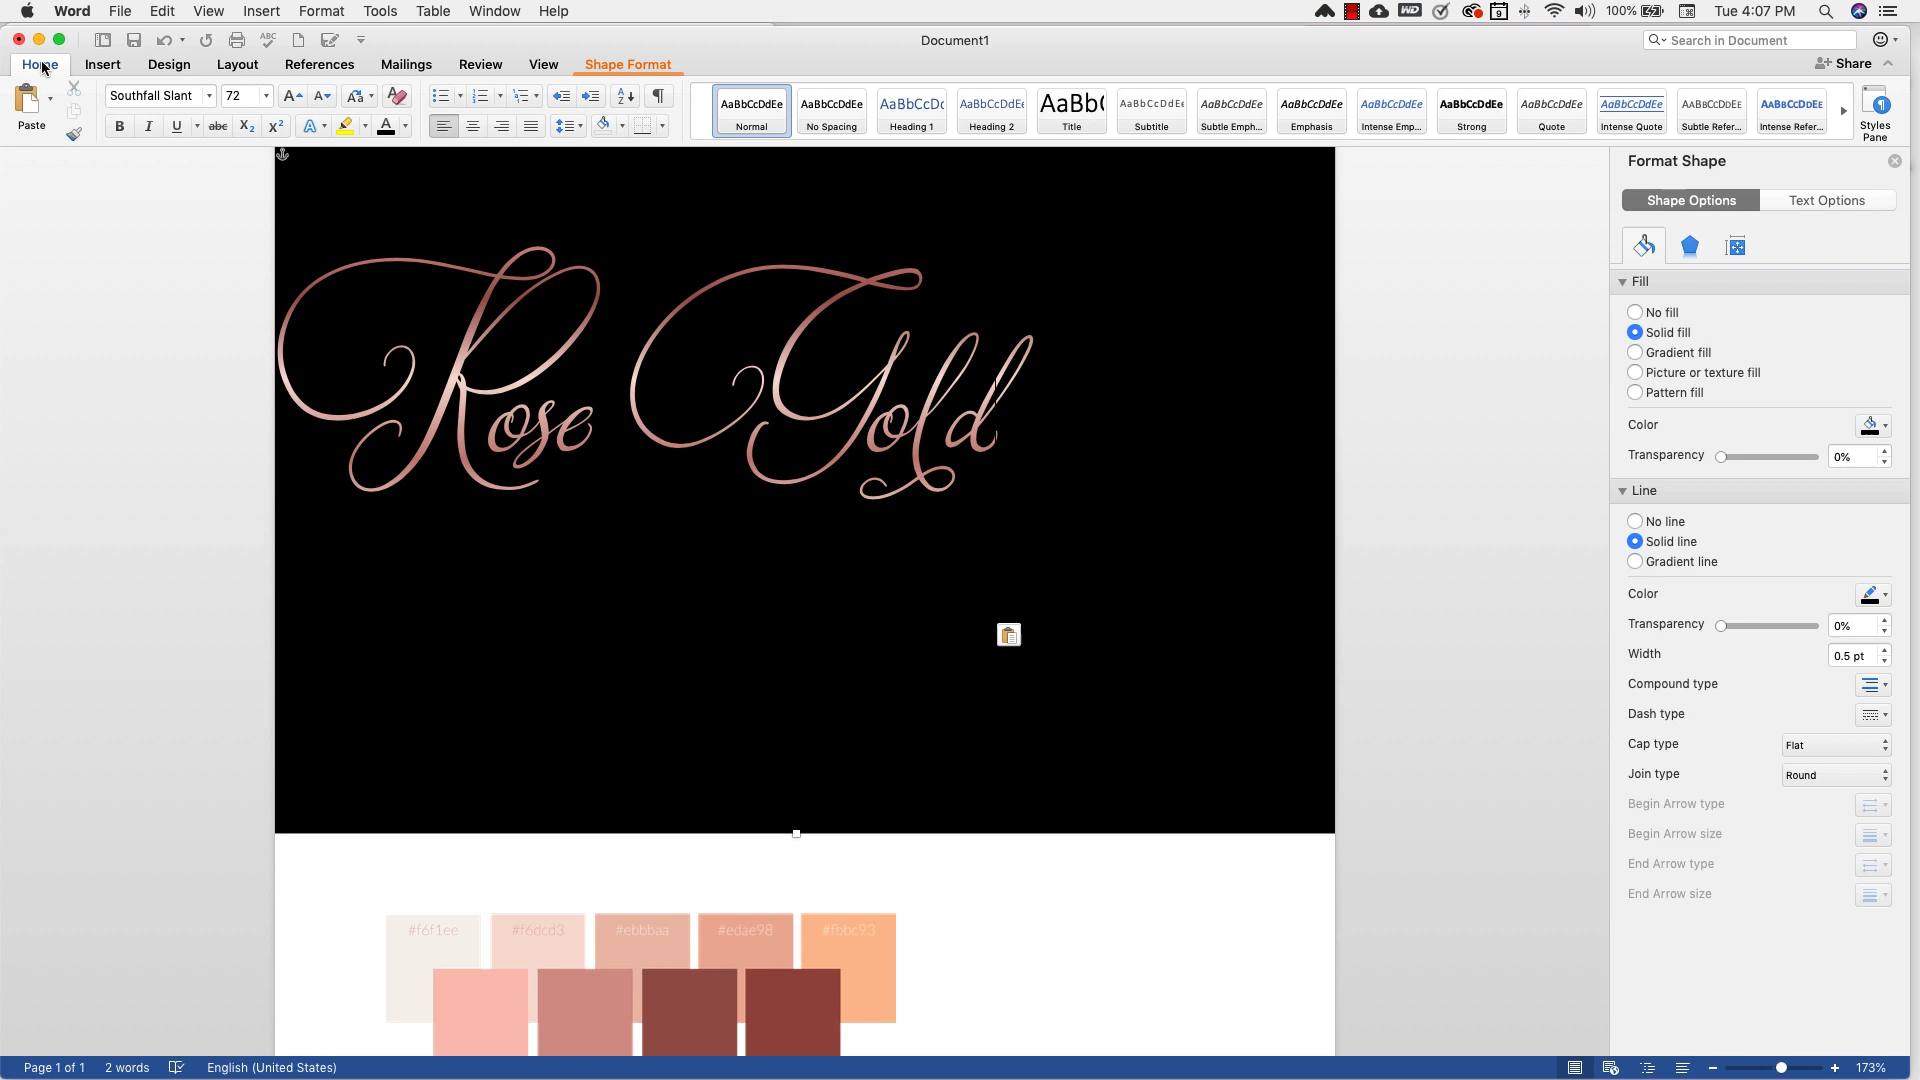 Word File Edit View Insert Format Tools Table Window Help
9 100% Tue 4:07 PM
Document1
Search in Document
Home Insert Design Layout References Mailings Review View Shape Format
Share
Paste
Southfall Slant
72
AaBbCcDdEe AaBbCcDdEe AaBbCcDc AaBbCcDdEe AaBb( AaBbCcDdEe AaBbCcDdEe AaBbCcDdEe AaBbCcDdEe AaBbCcDdEe AaBbCcDdEe AaBbCcDdEe AaBbCcDdEe AaBbCcDdEe
Normal No Spacing Heading 1 Heading 2 Title Subtitle Subtle Emph... Emphasis Intense Emp... Strong Quote Intense Quote Subtle Refer... Intense Refer...
Styles
Pane
Rose Gold
#f6f1ee #f6dcd3 #ebbbaa #edae98 #fbbc93
Format Shape
Shape Options Text Options
Fill
No fill
Solid fill
Gradient fill
Picture or texture fill
Pattern fill
Color
Transparency 0%
Line
No line
Solid line
Gradient line
Color
Transparency 0%
Width 0.5 pt
Compound type
Dash type
Cap type Flat
Join type Round
Begin Arrow type
Begin Arrow size
End Arrow type
End Arrow size
Page 1 of 1 2 words English (United States) 173%